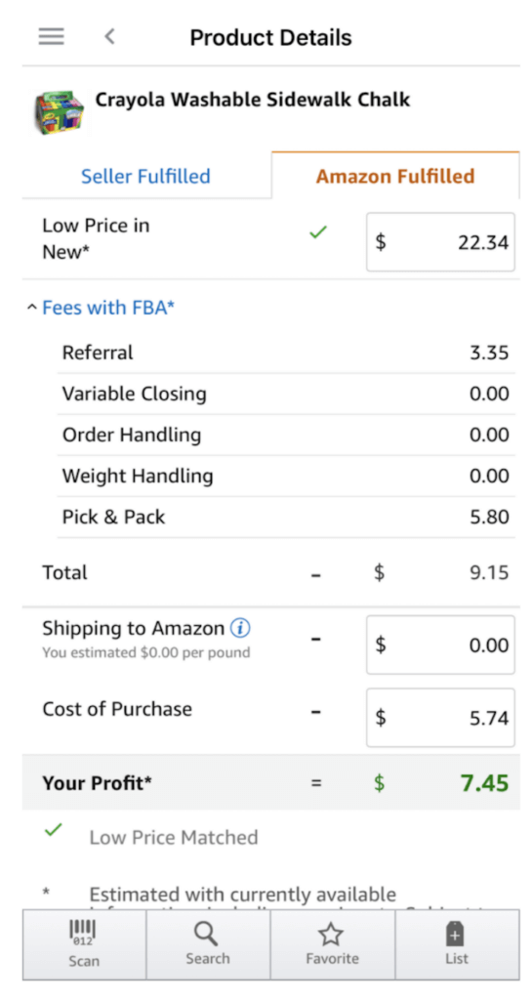 Product Details
Crayola Washable Sidewalk Chalk
Seller Fulfilled
Amazon Fulfilled
Low Price in
New*
$ 22.34
Fees with FBA*
Referral 3.35
Variable Closing 0.00
Order Handling 0.00
Weight Handling 0.00
Pick & Pack 5.80
Total - $ 9.15
Shipping to Amazon i
You estimated $0.00 per pound
- $ 0.00
Cost of Purchase - $ 5.74
Your Profit* = $ 7.45
Low Price Matched
* Estimated with currently available
012
Scan
Search
Favorite
List